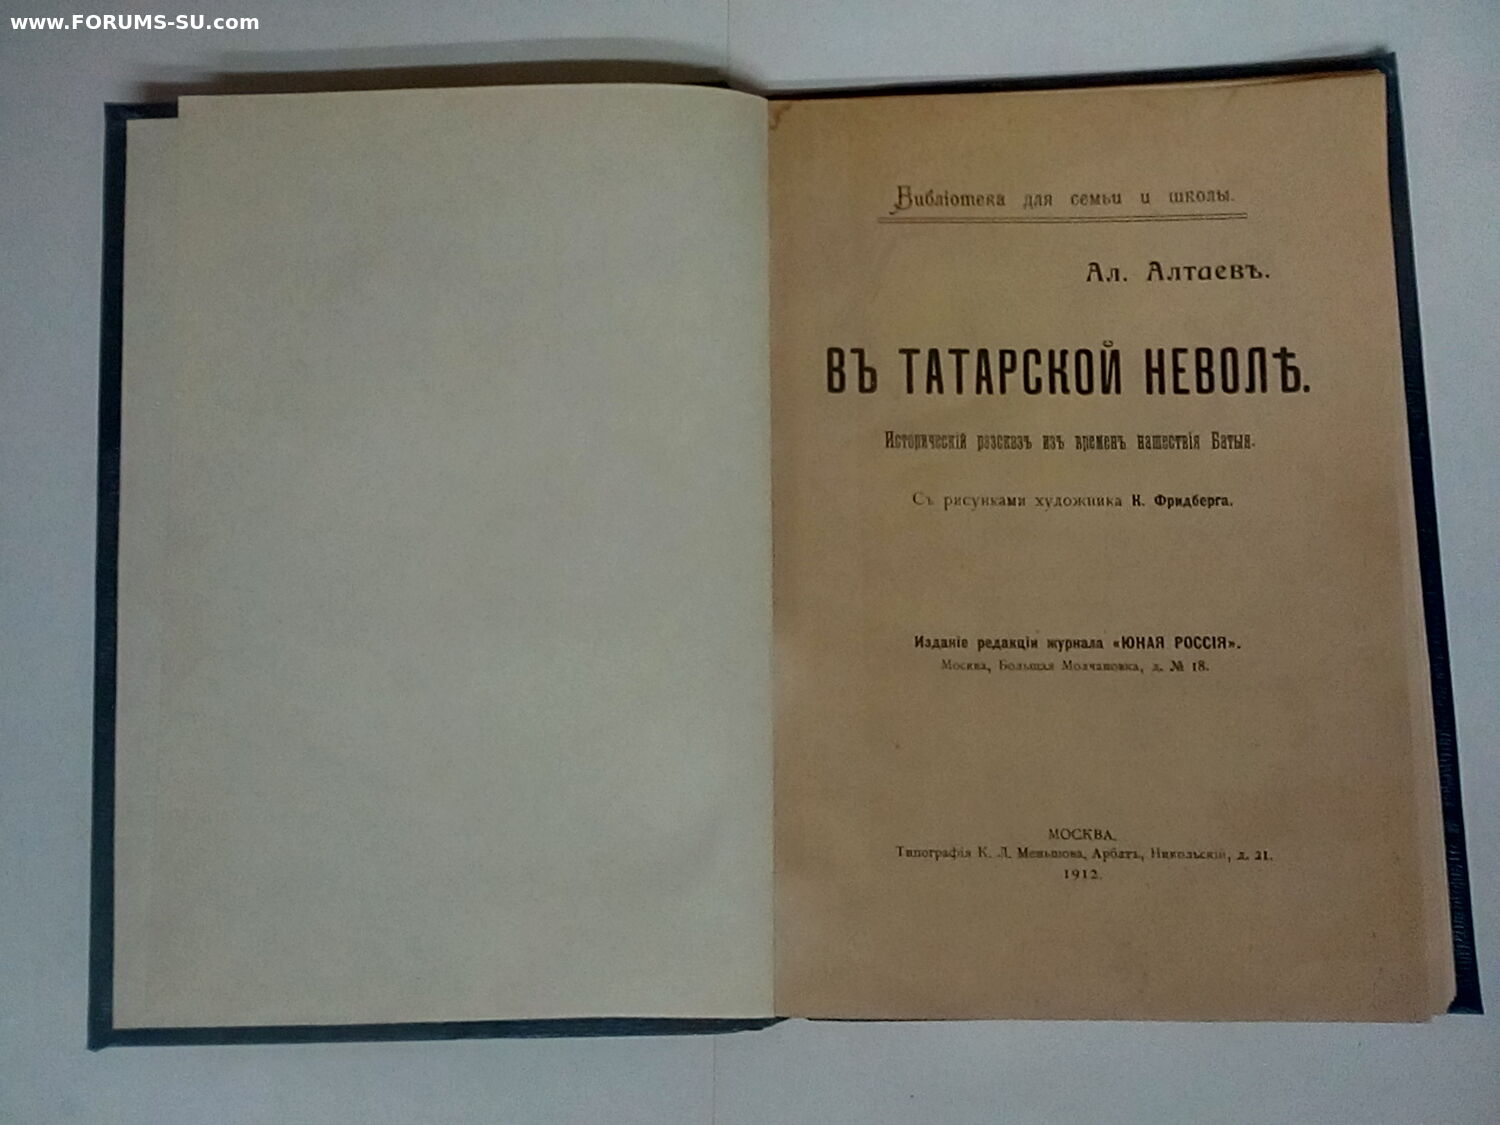 www.FORUMS-SU.com
Библіотека для семьи и школы.
Ал. Алтаевъ.
ВЪ ТАТАРСКОЙ НЕВОЛѢ.
Историческій разсказъ изъ временъ нашествія Батыя.
Съ рисунками художника К. Фридберга.
Изданіе редакціи журнала «ЮНАЯ РОССІЯ».
Москва, Большая Молчановка, д. № 18.
МОСКВА.
Типографія К. Л. Меньшова, Арбатъ, Никольскій, д. 21.
1912.